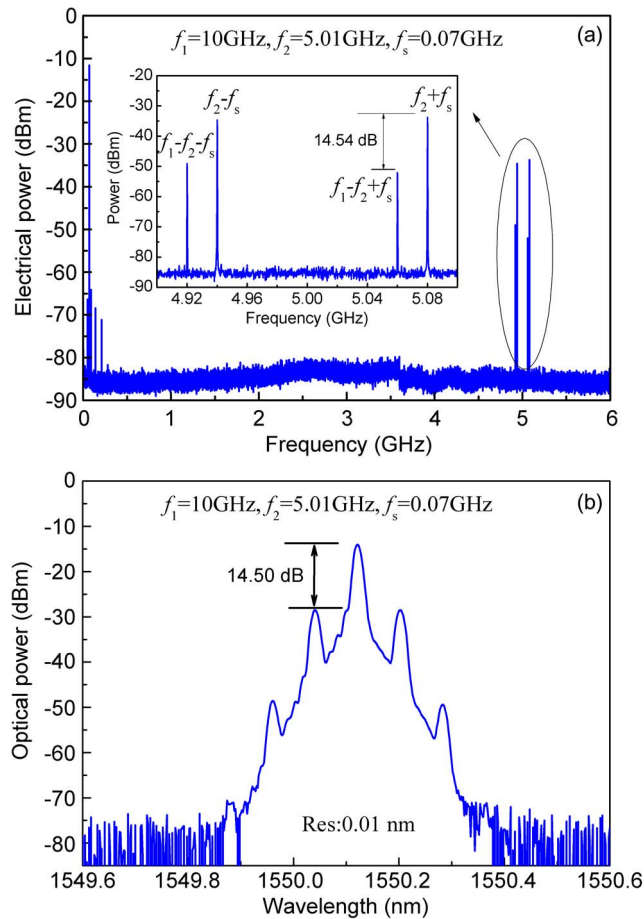 f₁=10GHz, f₂=5.01GHz, fₛ=0.07GHz (a)
Electrical power (dBm)
0
-10
-20
-30
-40
-50
-60
-70
-80
-90
0 1 2 3 4 5 6
Frequency (GHz)
Power (dBm)
-20
-30
-40
-50
-60
-70
-80
-90
f₂-fₛ
f₁-f₂-fₛ
f₂+fₛ
14.54 dB
f₁-f₂+fₛ
4.92 4.96 5.00 5.04 5.08
Frequency (GHz)
f₁=10GHz, f₂=5.01GHz, fₛ=0.07GHz (b)
Optical power (dBm)
0
-10
-20
-30
-40
-50
-60
-70
-80
14.50 dB
Res:0.01 nm
1549.6 1549.8 1550.0 1550.2 1550.4 1550.6
Wavelength (nm)